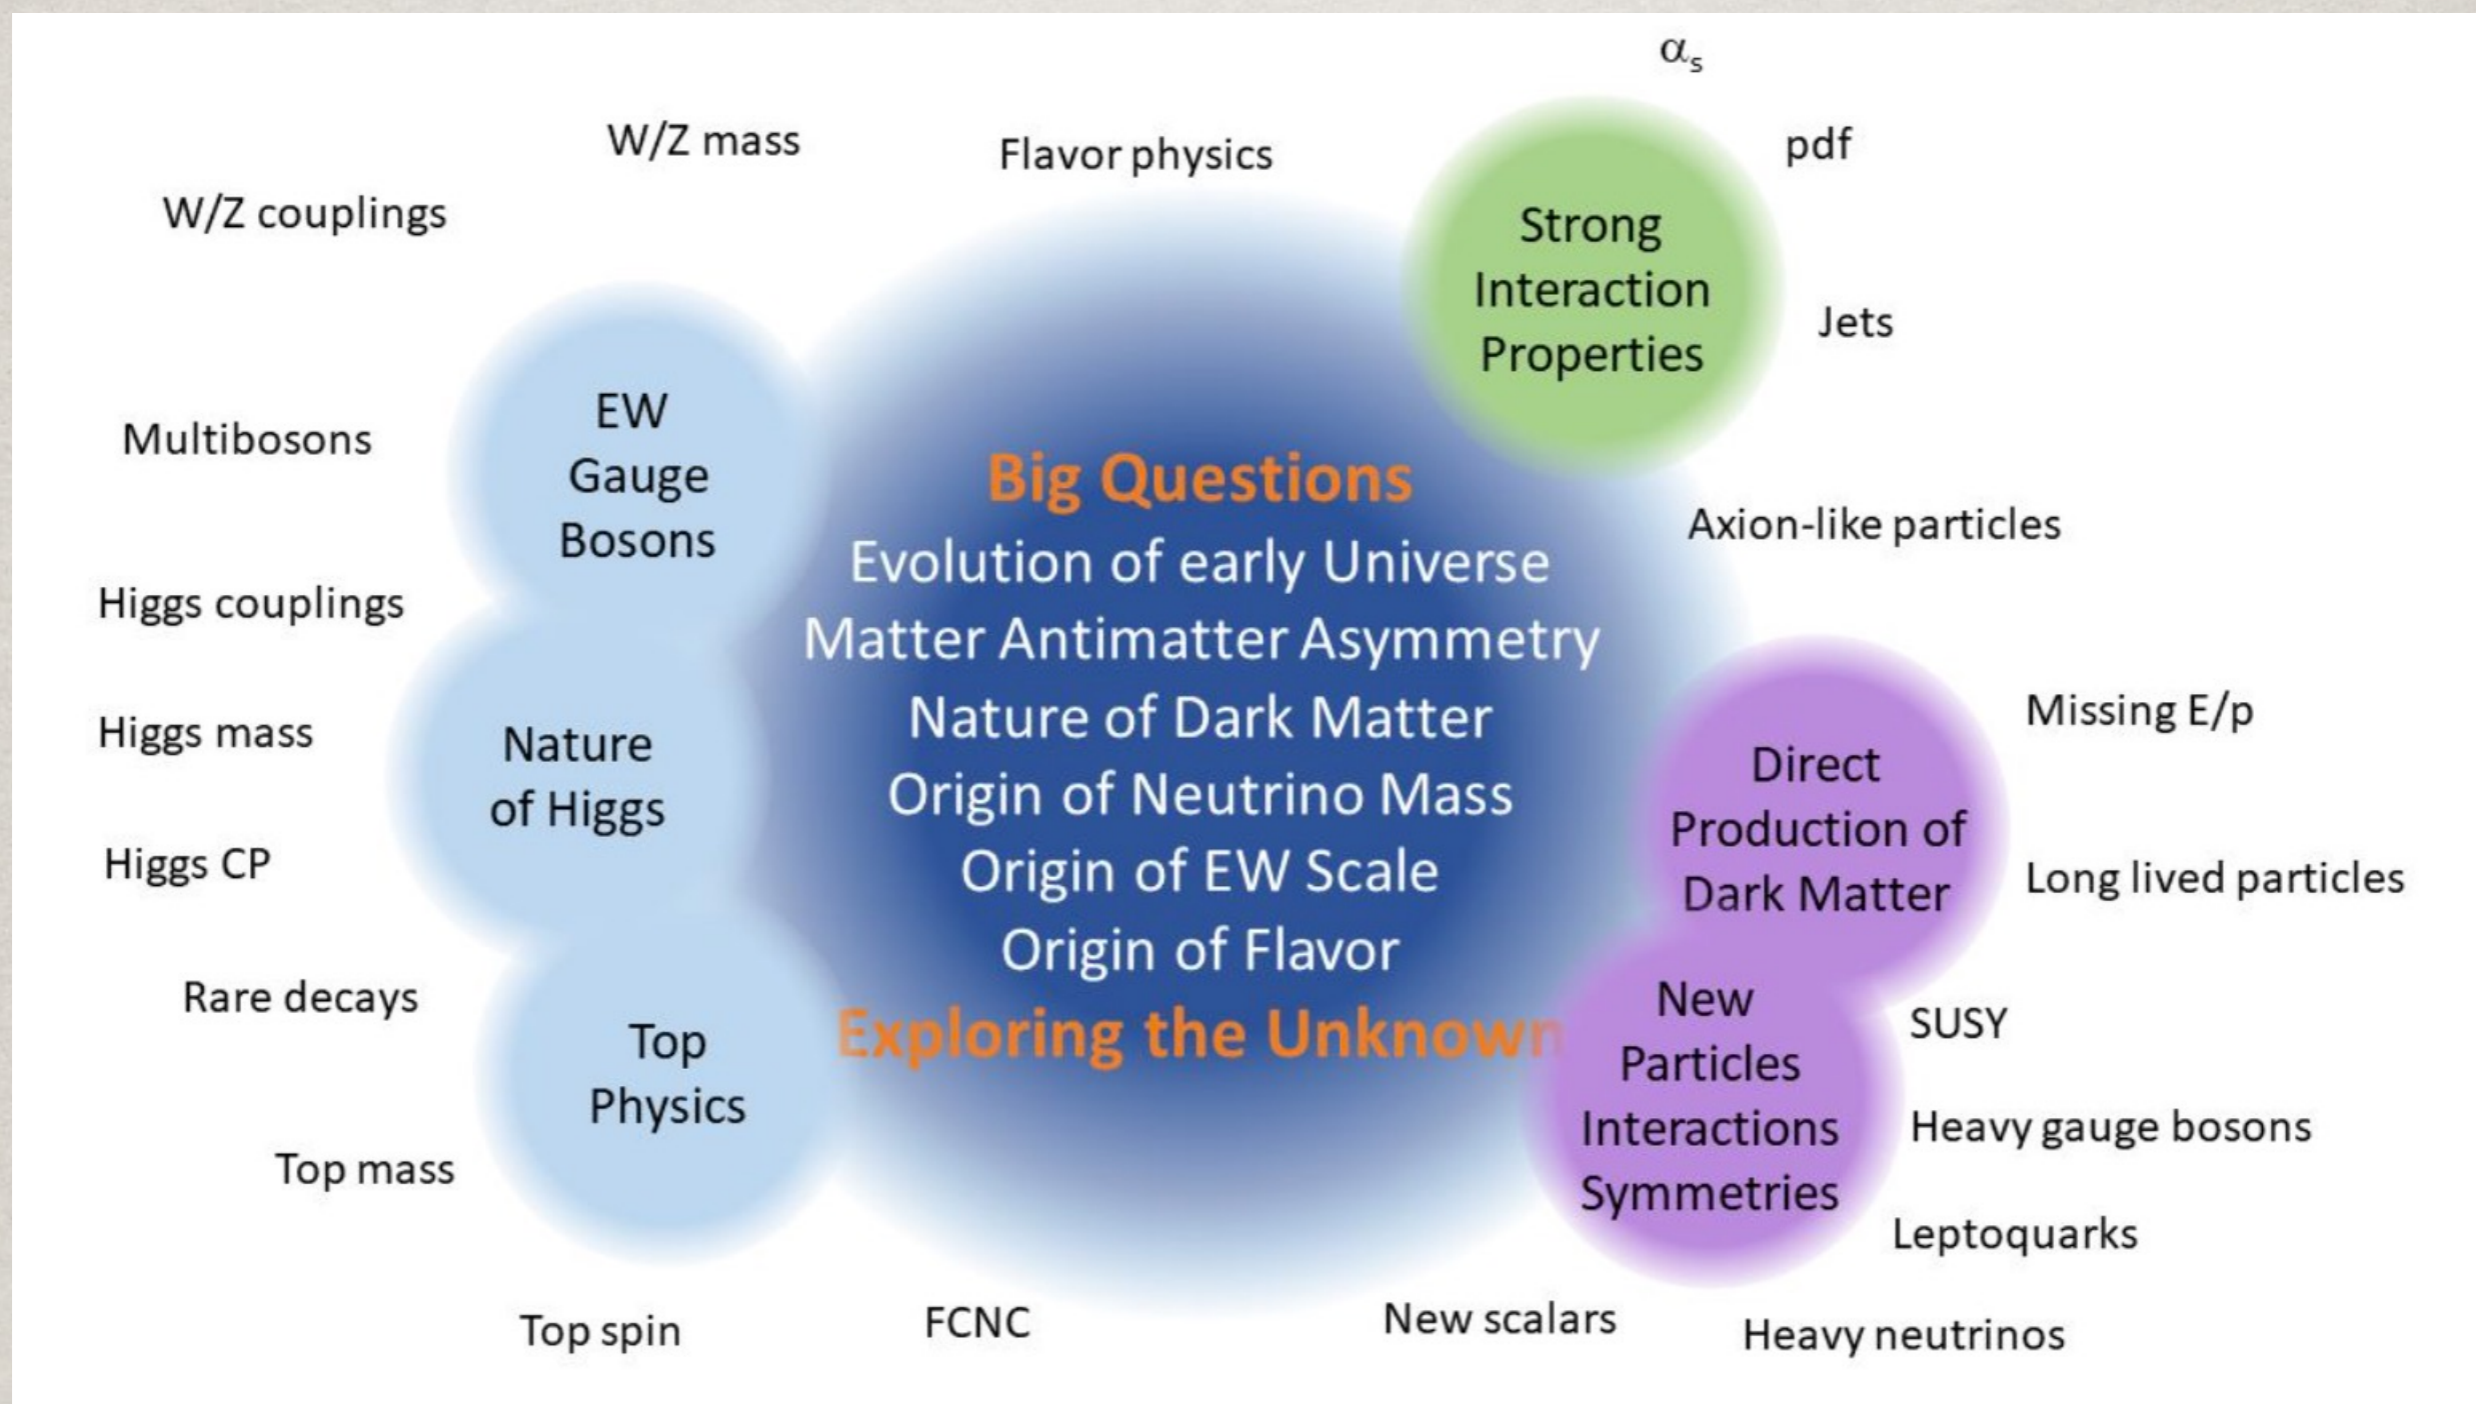 α_s
W/Z mass
Flavor physics
pdf
W/Z couplings
Strong
Interaction
Properties
Jets
EW
Gauge
Bosons
Multibosons
Big Questions
Evolution of early Universe
Matter Antimatter Asymmetry
Nature of Dark Matter
Origin of Neutrino Mass
Origin of EW Scale
Origin of Flavor
Exploring the Unknown
Axion-like particles
Higgs couplings
Higgs mass
Nature
of Higgs
Higgs CP
Missing E/p
Direct
Production of
Dark Matter
Long lived particles
Rare decays
Top
Physics
New
Particles
Interactions
Symmetries
SUSY
Heavy gauge bosons
Top mass
Leptoquarks
Top spin
FCNC
New scalars
Heavy neutrinos